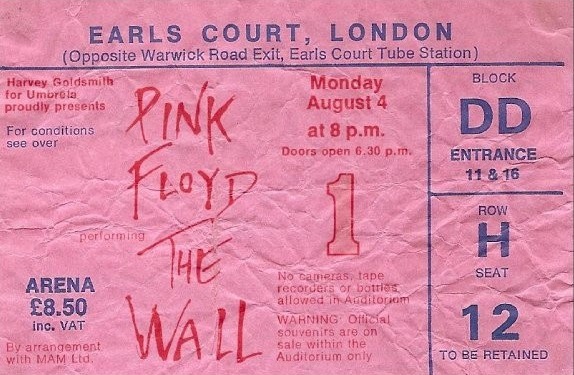 EARLS COURT, LONDON
(Opposite Warwick Road Exit, Earls Court Tube Station)
Harvey Goldsmith
for Umbrela
proudly presents
For conditions
see over
PINK
FLOYD
performing
THE
WALL
ARENA
£8.50
inc. VAT
By arrangement
with MAM Ltd.
Monday
August 4
at 8 p.m.
Doors open 6.30 p.m.
1
No cameras, tape
recorders or bottles
allowed in Auditorium
WARNING: Official
souvenirs are on
sale within the
Auditorium only
BLOCK
DD
ENTRANCE
11 & 16
ROW
H
SEAT
12
TO BE RETAINED